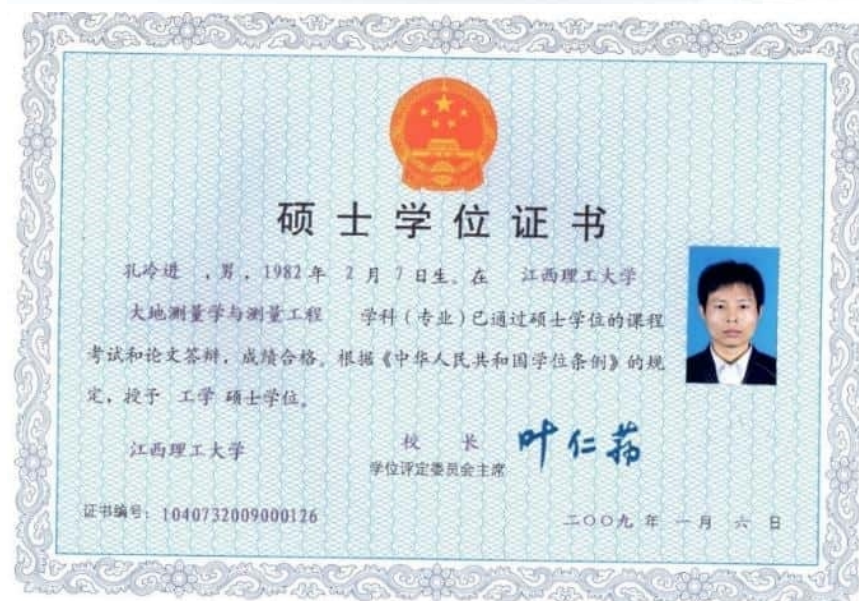 硕士学位证书
孔冷进 ，男，1982 年 2 月 7 日生。在 江西理工大学
大地测量学与测量工程 学科（专业）已通过硕士学位的课程
考试和论文答辩，成绩合格。根据《中华人民共和国学位条例》的规
定，授予 工学 硕士学位。
江西理工大学
校 长 叶仁荪
学位评定委员会主席
证书编号：1040732009000126
二〇〇九 年 一 月 六 日